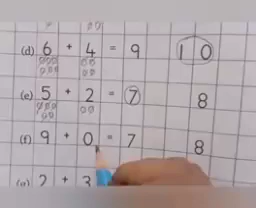 (d) 6 + 4 = 9 10
(e) 5 + 2 = 7 8
(f) 9 + 0 = 7 8
2 + 3